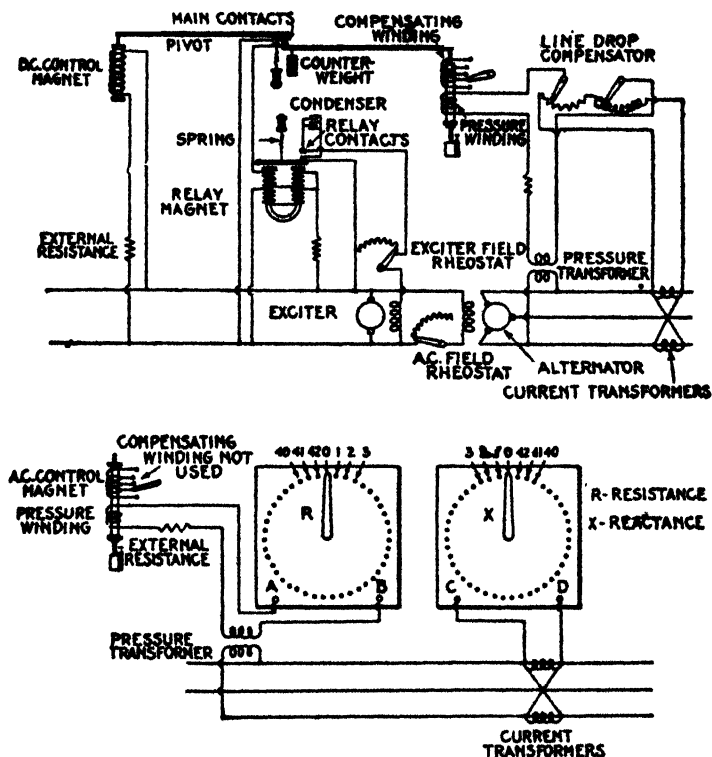 MAIN CONTACTS
PIVOT
D.C. CONTROL
MAGNET
COUNTER-
WEIGHT
COMPENSATING
WINDING
LINE DROP
COMPENSATOR
CONDENSER
SPRING
RELAY
CONTACTS
PRESSURE
WINDING
RELAY
MAGNET
EXTERNAL
RESISTANCE
EXCITER FIELD
RHEOSTAT
PRESSURE
TRANSFORMER
EXCITER
A.C. FIELD
RHEOSTAT
ALTERNATOR
CURRENT TRANSFORMERS
COMPENSATING
WINDING NOT
USED
A.C. CONTROL
MAGNET
PRESSURE
WINDING
EXTERNAL
RESISTANCE
40 41 42 0 1 2 3
R
A B
3 0 42 41 40
X
C D
R-RESISTANCE
X-REACTANCE
PRESSURE
TRANSFORMER
CURRENT
TRANSFORMERS